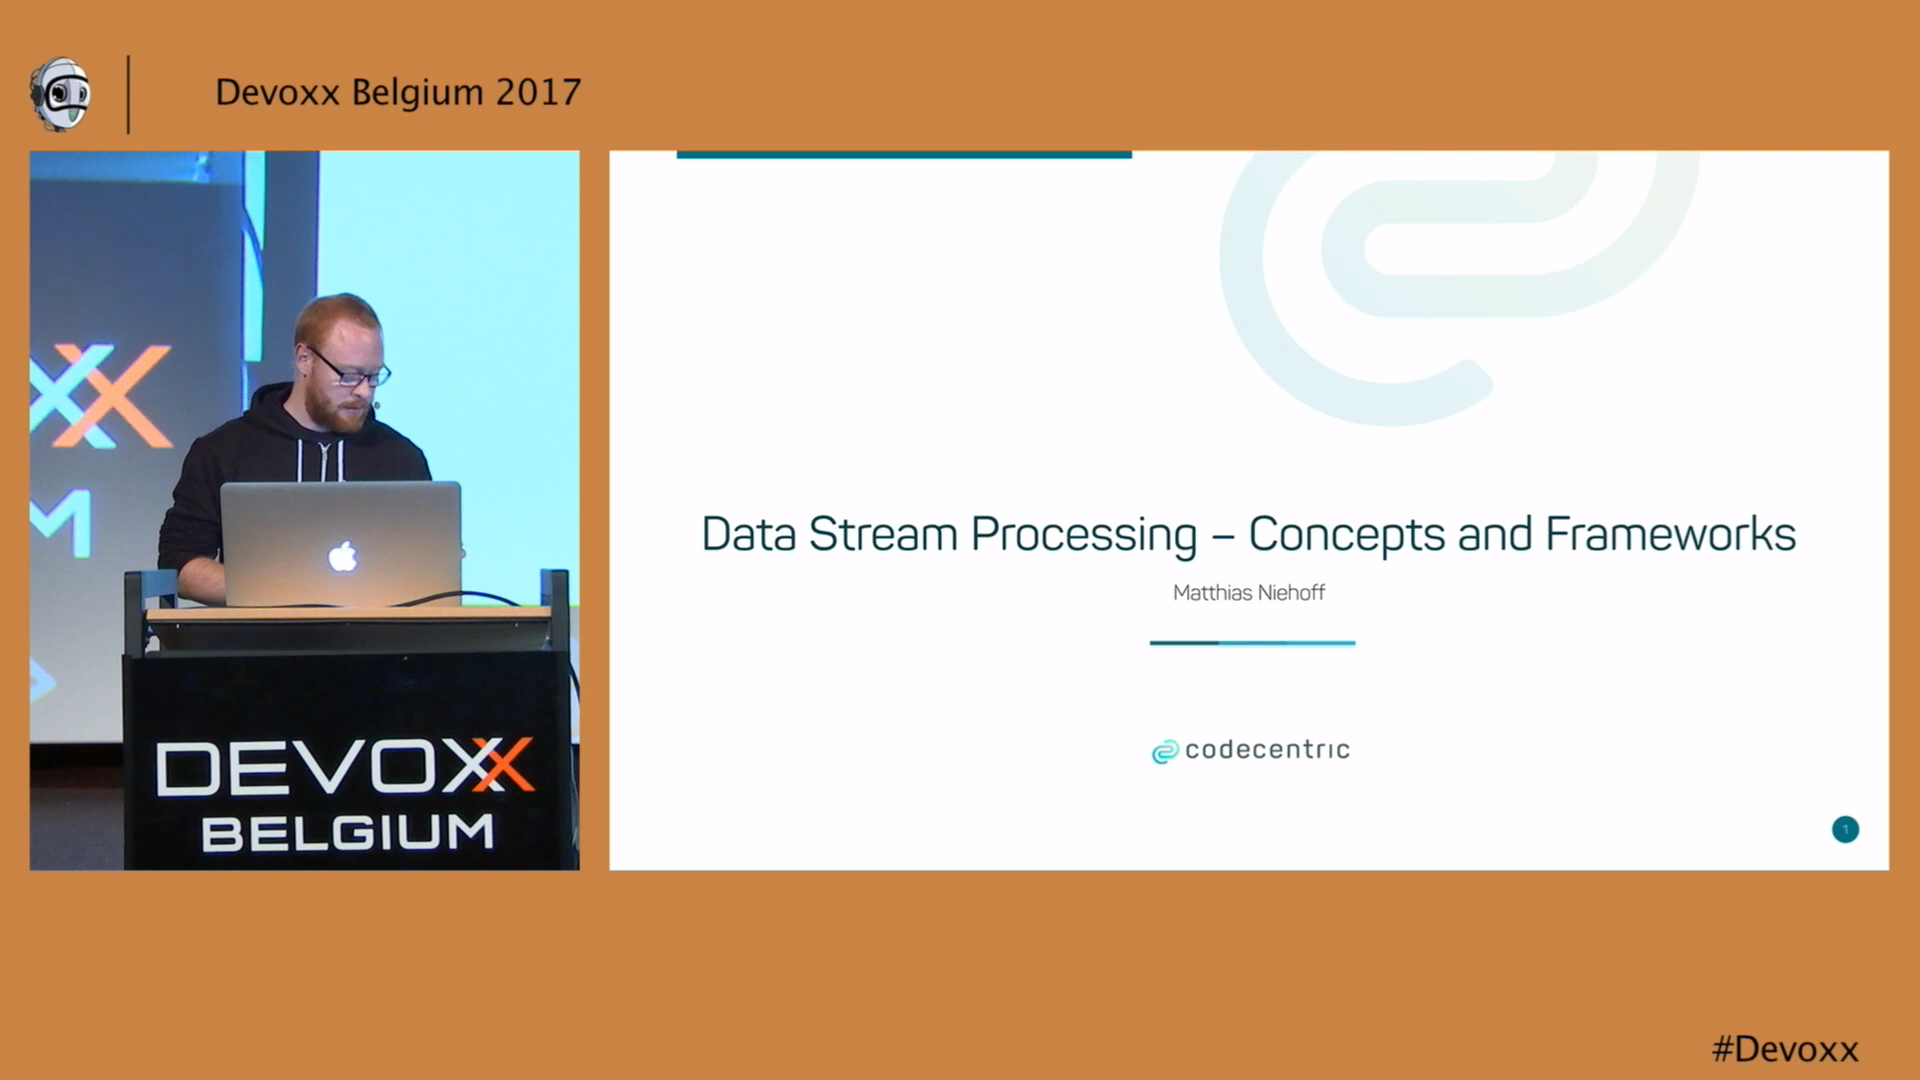 Devoxx Belgium 2017
Data Stream Processing – Concepts and Frameworks
Matthias Niehoff
codecentric
1
DEVOXX
BELGIUM
#Devoxx